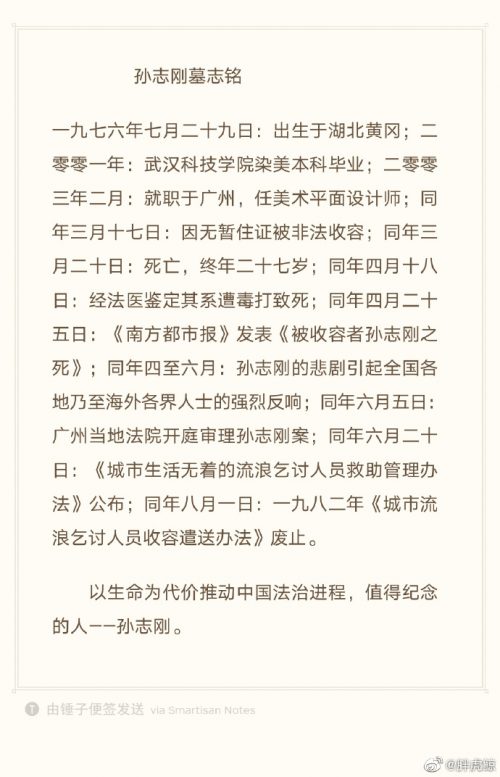 孙志刚墓志铭
一九七六年七月二十九日：出生于湖北黄冈；二
零零一年：武汉科技学院染美本科毕业；二零零
三年二月：就职于广州，任美术平面设计师；同
年三月十七日：因无暂住证被非法收容；同年三
月二十日：死亡，终年二十七岁；同年四月十八
日：经法医鉴定其系遭毒打致死；同年四月二十
五日：《南方都市报》发表《被收容者孙志刚之
死》；同年四至六月：孙志刚的悲剧引起全国各
地乃至海外各界人士的强烈反响；同年六月五日：
广州当地法院开庭审理孙志刚案；同年六月二十
日：《城市生活无着的流浪乞讨人员救助管理办
法》公布；同年八月一日：一九八二年《城市流
浪乞讨人员收容遣送办法》废止。
以生命为代价推动中国法治进程，值得纪念
的人——孙志刚。
T 由锤子便签发送 via Smartisan Notes
@胖虎鲸